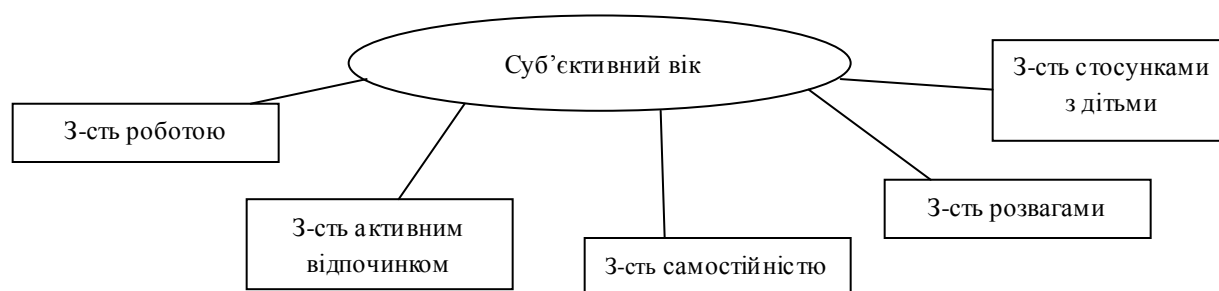 Суб’єктивний вік
З-сть стосунками
з дітьми
З-сть роботою
З-сть розвагами
З-сть активним
відпочинком
З-сть самостійністю